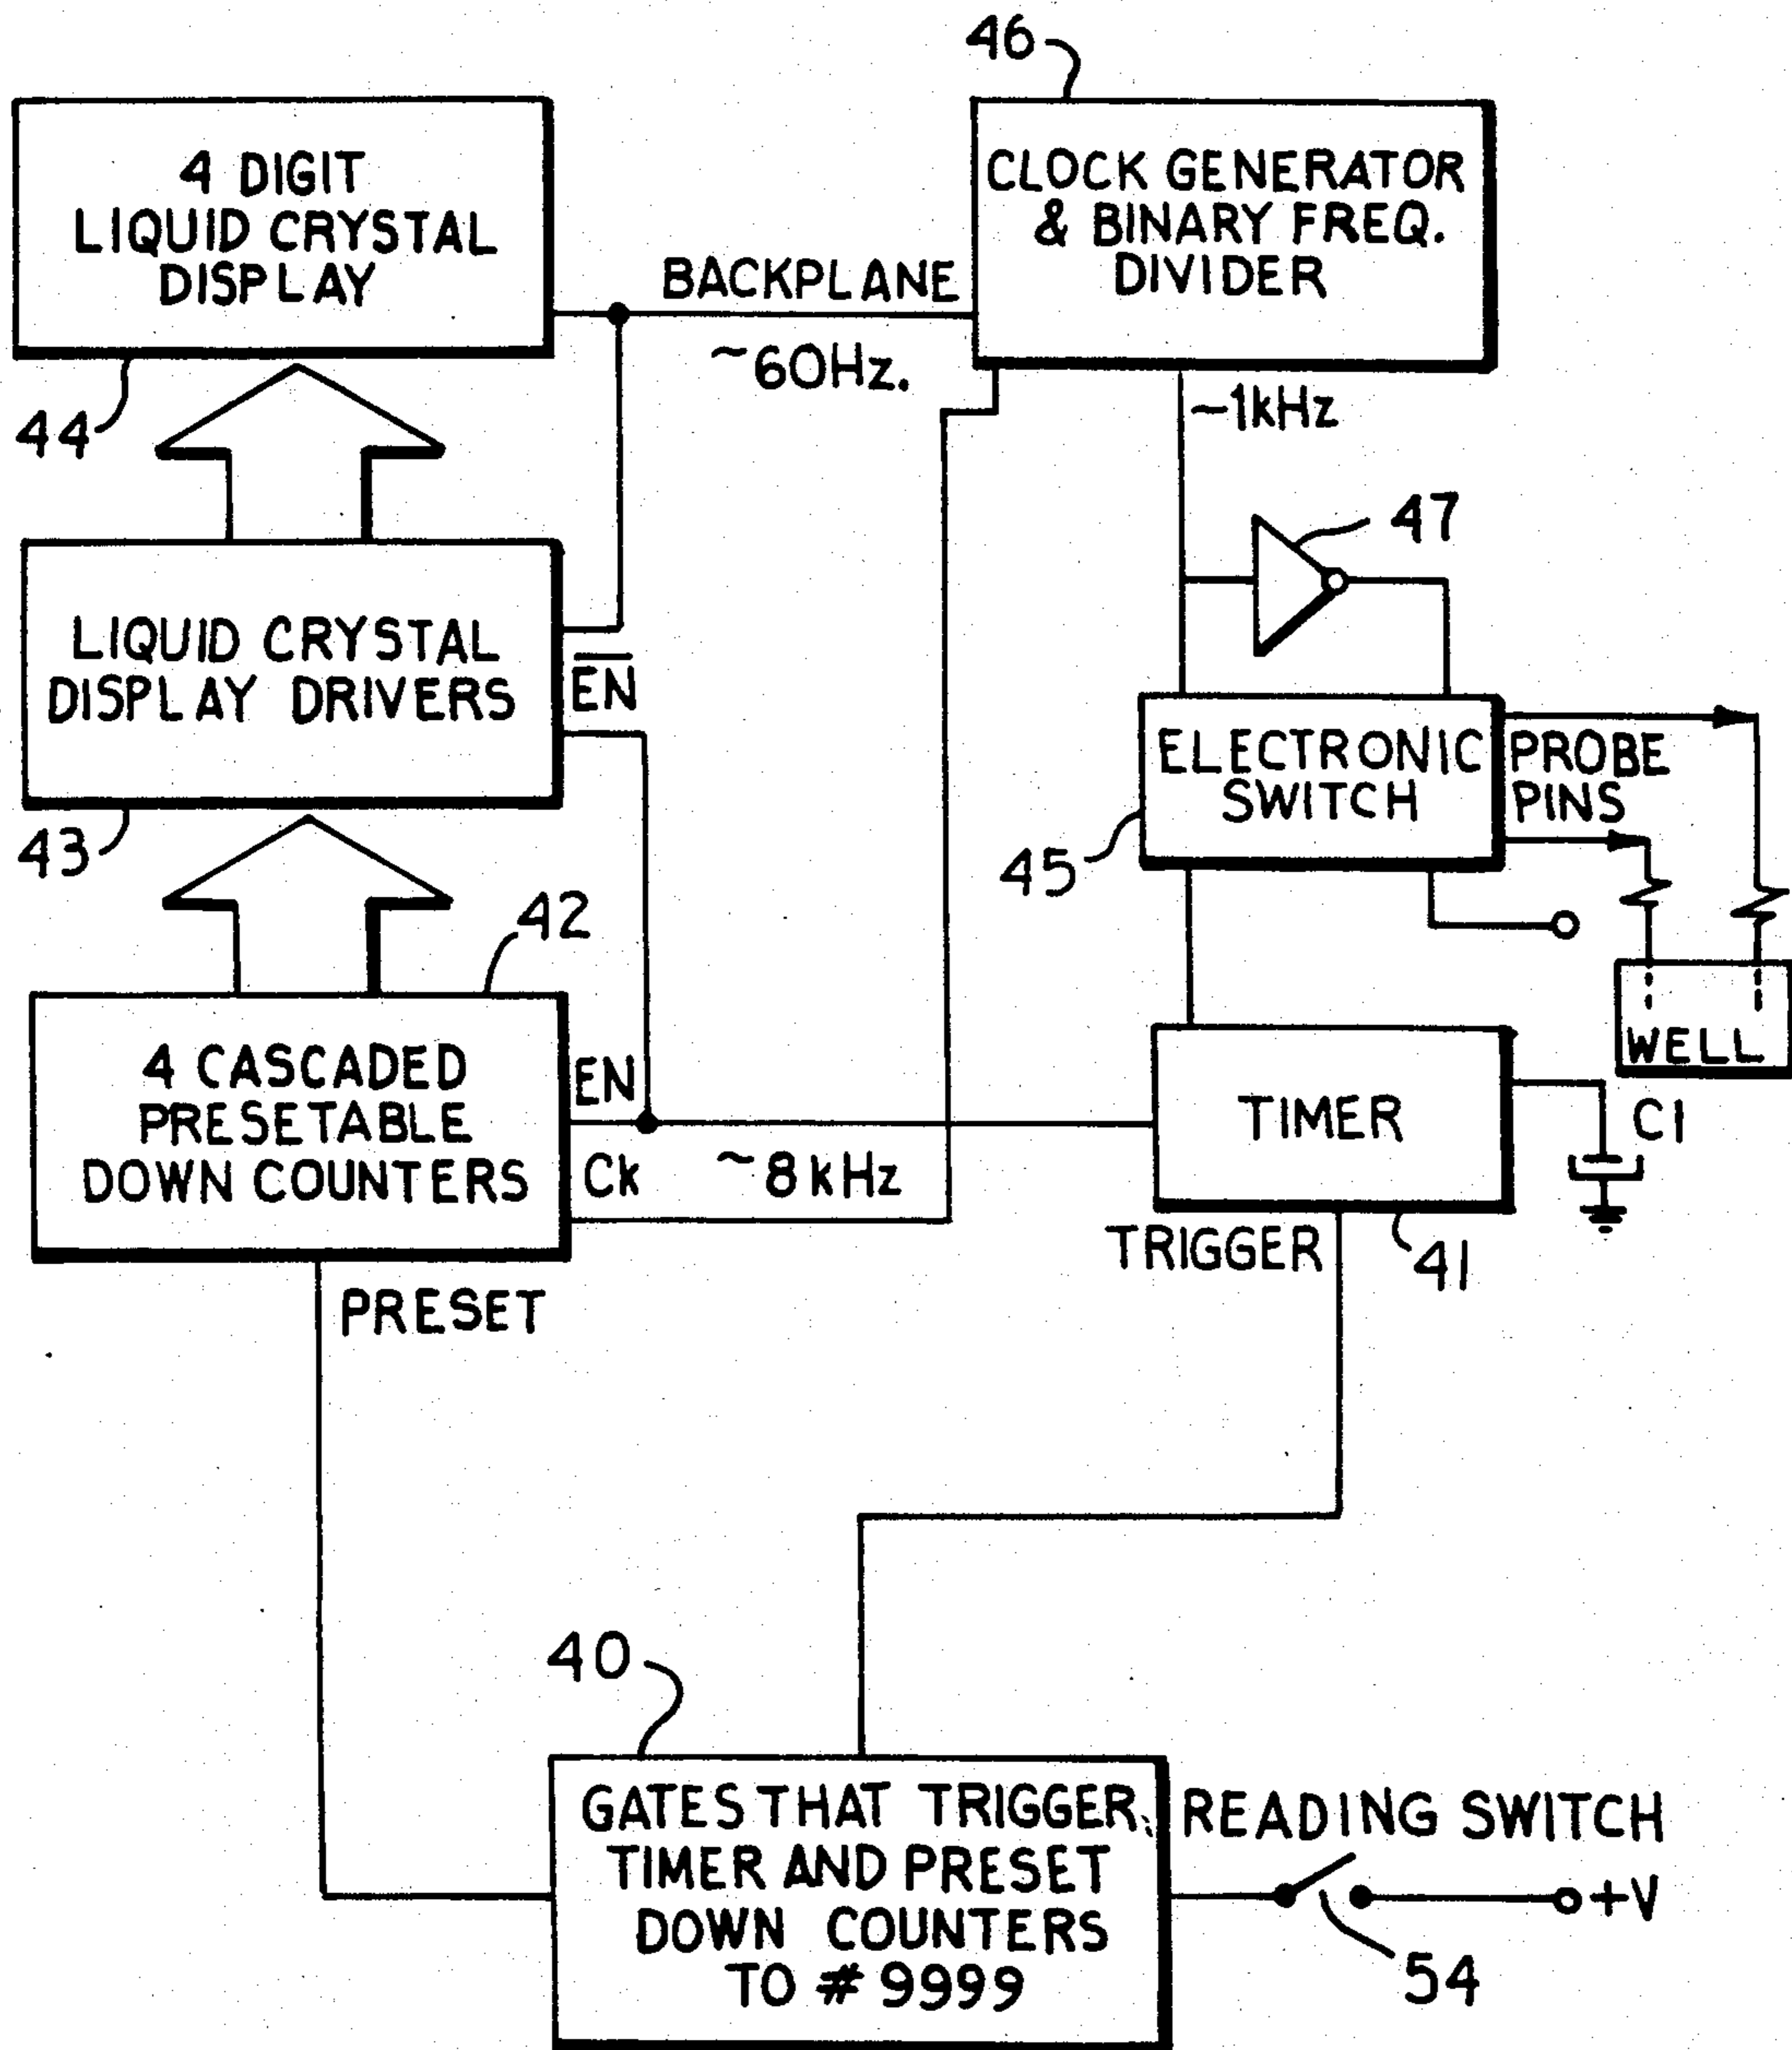 46
4 DIGIT
LIQUID CRYSTAL
DISPLAY
CLOCK GENERATOR
& BINARY FREQ.
DIVIDER
BACKPLANE
~60Hz.
~1kHz
44
47
LIQUID CRYSTAL
DISPLAY DRIVERS
EN
ELECTRONIC
SWITCH
PROBE
PINS
43
45
42
WELL
4 CASCADED
PRESETABLE
DOWN COUNTERS
EN
Ck
~8kHz
TIMER
C1
TRIGGER
41
PRESET
40
GATES THAT TRIGGER
TIMER AND PRESET
DOWN COUNTERS
TO # 9999
READING SWITCH
+V
54